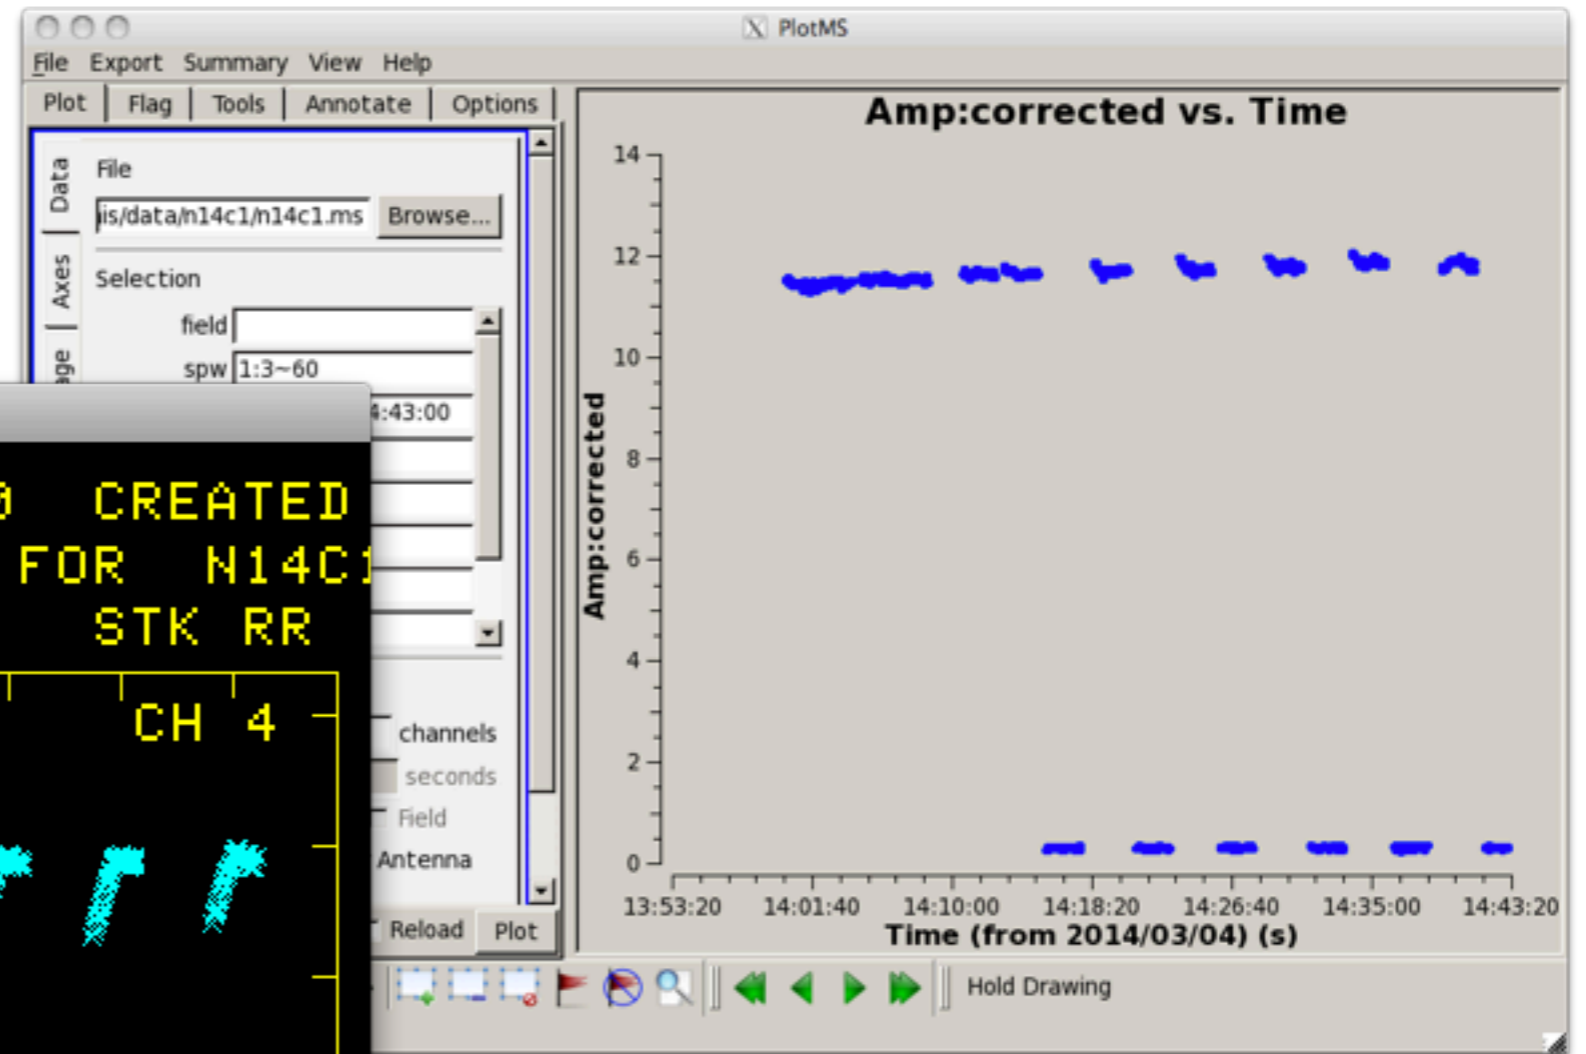 PlotMS
File Export Summary View Help
Plot Flag Tools Annotate Options
Data
Axes
age
File
is/data/n14c1/n14c1.ms Browse...
Selection
field
spw 1:3~60
4:43:00
channels
seconds
Field
Antenna
Reload Plot
CREATED
FOR N14C1
STK RR
CH 4
Amp:corrected vs. Time
Amp:corrected
14
12
10
8
6
4
2
0
13:53:20 14:01:40 14:10:00 14:18:20 14:26:40 14:35:00 14:43:20
Time (from 2014/03/04) (s)
Hold Drawing